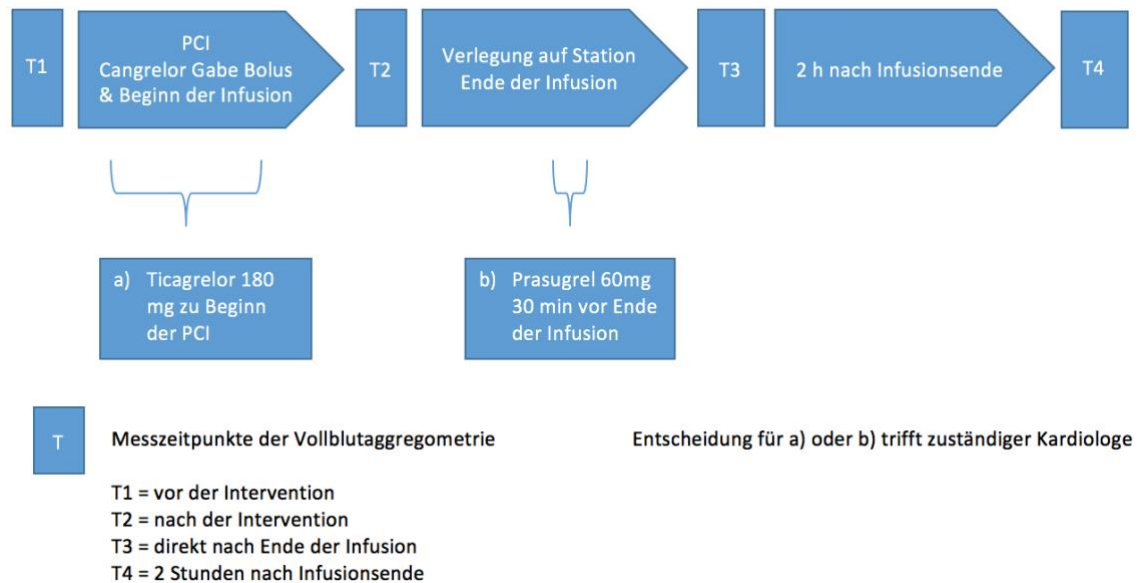 T1
PCI
Cangrelor Gabe Bolus
& Beginn der Infusion
T2
Verlegung auf Station
Ende der Infusion
T3
2 h nach Infusionsende
T4
a) Ticagrelor 180
mg zu Beginn
der PCI
b) Prasugrel 60mg
30 min vor Ende
der Infusion
T
Messzeitpunkte der Vollblutaggregometrie
Entscheidung für a) oder b) trifft zuständiger Kardiologe
T1 = vor der Intervention
T2 = nach der Intervention
T3 = direkt nach Ende der Infusion
T4 = 2 Stunden nach Infusionsende